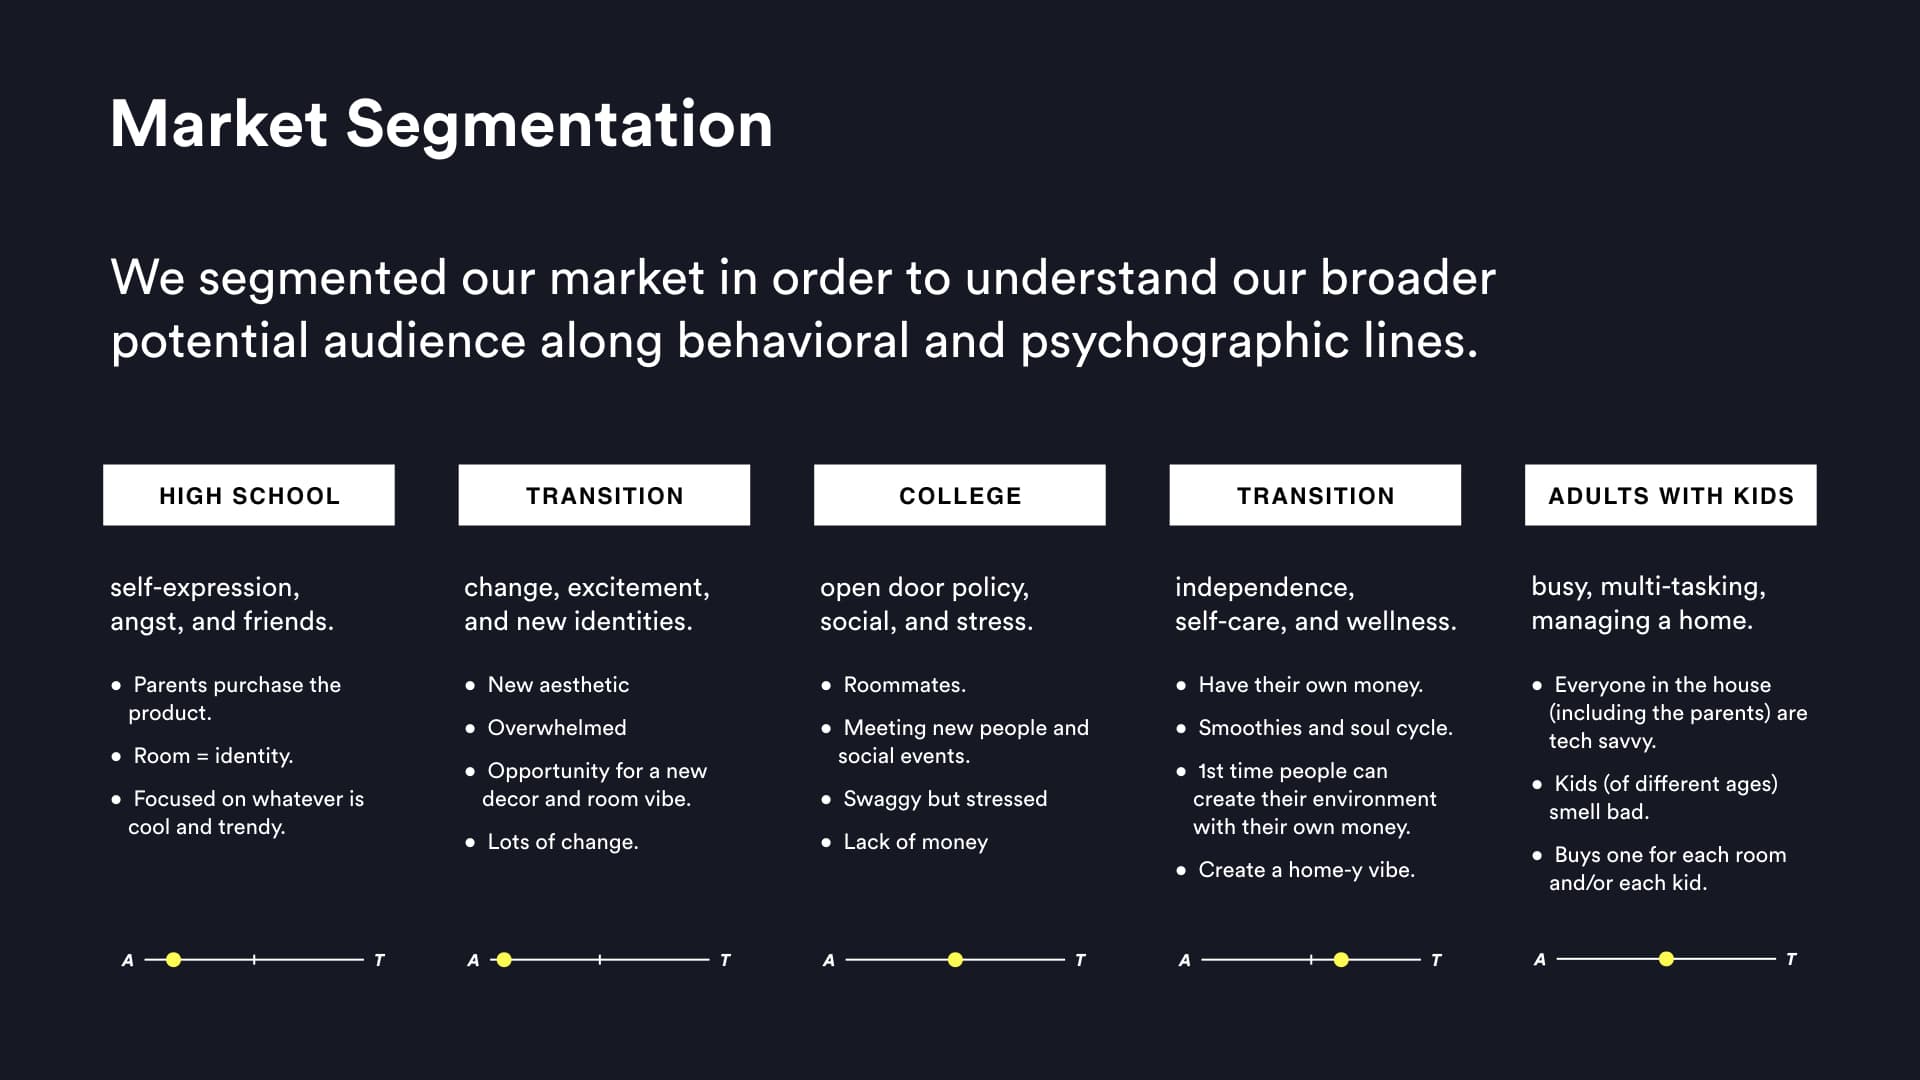 Market Segmentation
We segmented our market in order to understand our broader
potential audience along behavioral and psychographic lines.
HIGH SCHOOL
self-expression,
angst, and friends.
• Parents purchase the
product.
• Room = identity.
• Focused on whatever is
cool and trendy.
A T
TRANSITION
change, excitement,
and new identities.
• New aesthetic
• Overwhelmed
• Opportunity for a new
decor and room vibe.
• Lots of change.
A T
COLLEGE
open door policy,
social, and stress.
• Roommates.
• Meeting new people and
social events.
• Swaggy but stressed
• Lack of money
A T
TRANSITION
independence,
self-care, and wellness.
• Have their own money.
• Smoothies and soul cycle.
• 1st time people can
create their environment
with their own money.
• Create a home-y vibe.
A T
ADULTS WITH KIDS
busy, multi-tasking,
managing a home.
• Everyone in the house
(including the parents) are
tech savvy.
• Kids (of different ages)
smell bad.
• Buys one for each room
and/or each kid.
A T